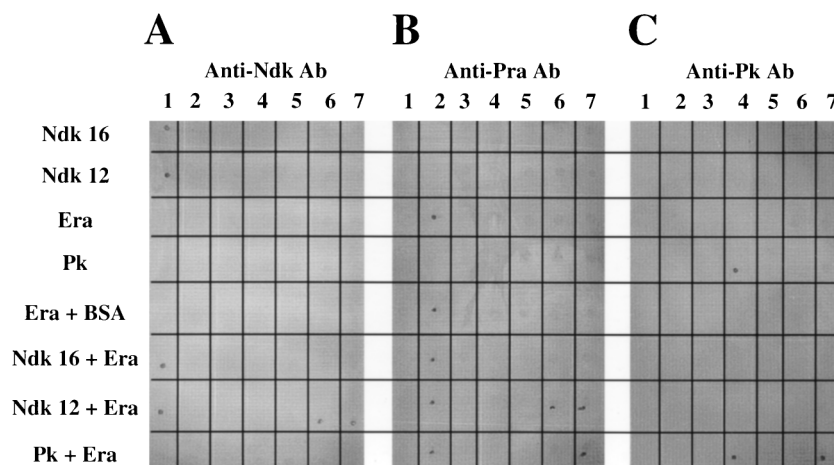 A B C
Anti-Ndk Ab Anti-Pra Ab Anti-Pk Ab
1 2 3 4 5 6 7 1 2 3 4 5 6 7 1 2 3 4 5 6 7
Ndk 16
Ndk 12
Era
Pk
Era + BSA
Ndk 16 + Era
Ndk 12 + Era
Pk + Era